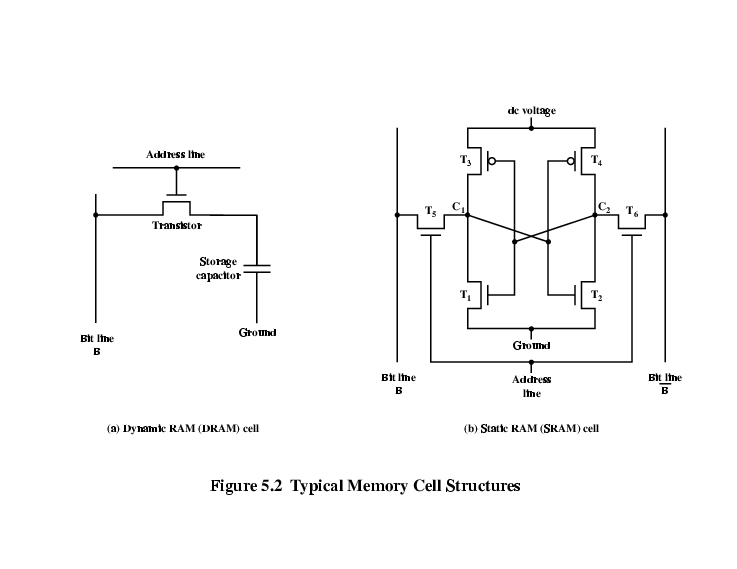 Address line
Transistor
Storage
capacitor
Bit line
B
Ground
(a) Dynamic RAM (DRAM) cell
dc voltage
T3
T4
C1
C2
T5
T6
T1
T2
Ground
Bit line
B
Address
line
Bit line
B̅
(b) Static RAM (SRAM) cell
Figure 5.2 Typical Memory Cell Structures